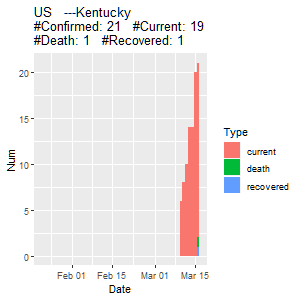 US   ---Kentucky
#Confirmed: 21   #Current: 19
#Death: 1   #Recovered: 1
Num
20
15
10
5
0
Feb 01
Feb 15
Mar 01
Mar 15
Date
Type
current
death
recovered